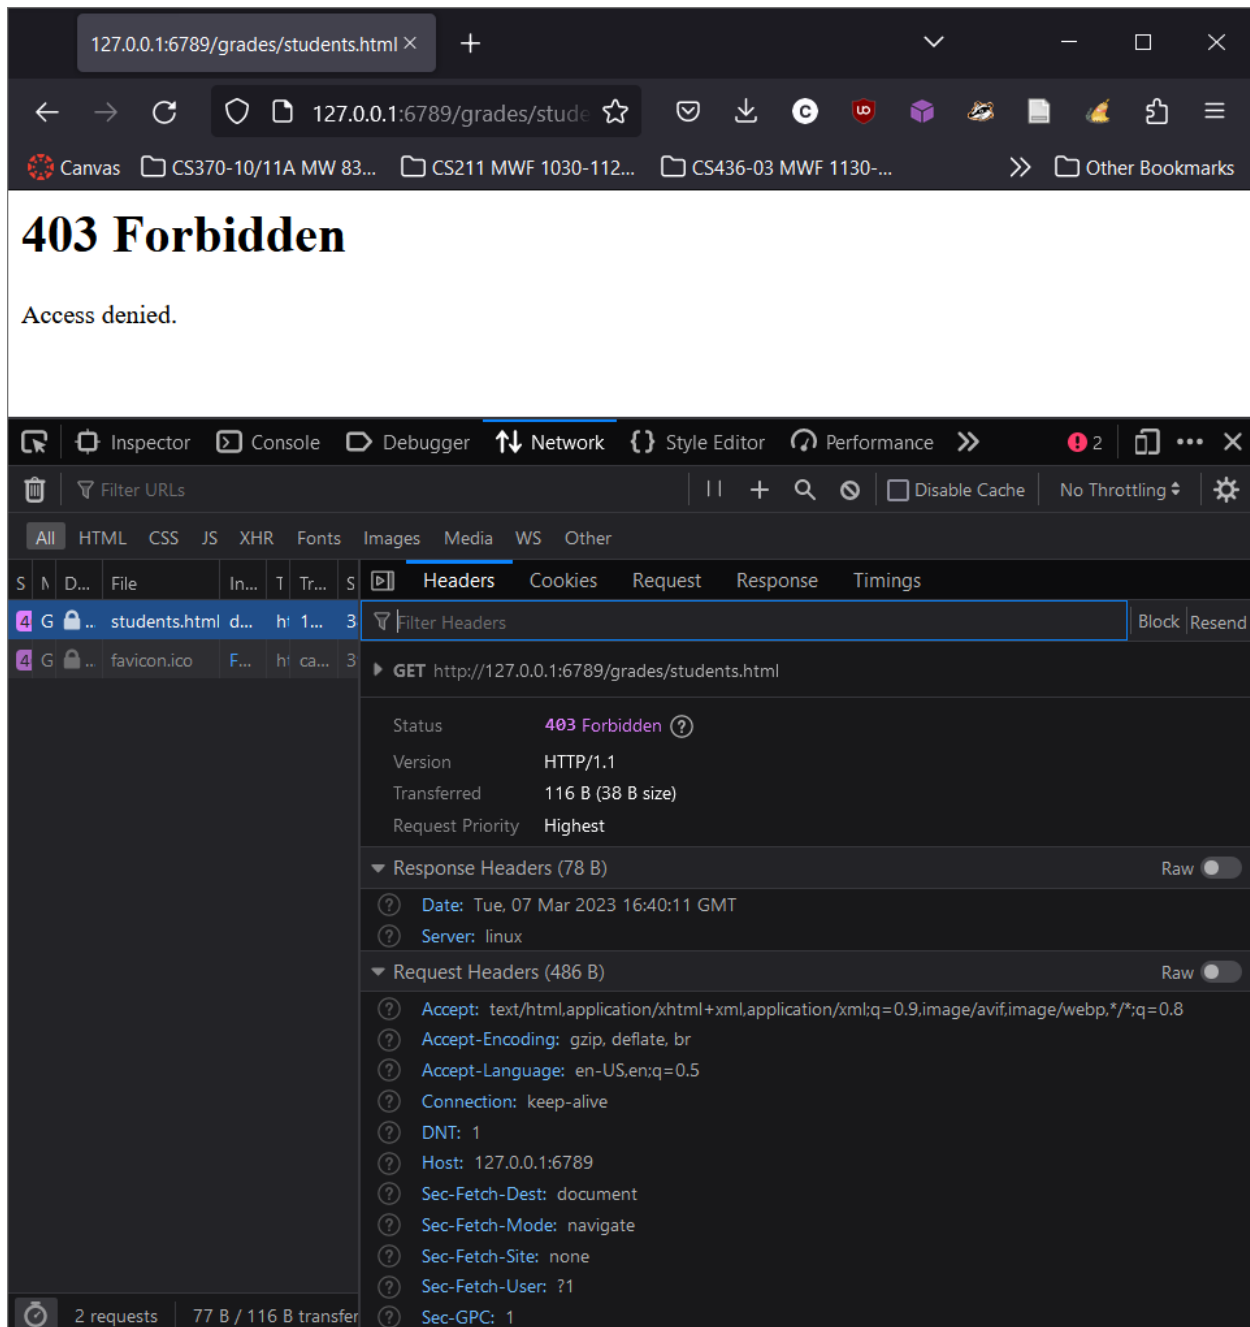 127.0.0.1:6789/grades/students.html
127.0.0.1:6789/grades/stude
Canvas CS370-10/11A MW 83... CS211 MWF 1030-112... CS436-03 MWF 1130-... Other Bookmarks
403 Forbidden
Access denied.
Inspector Console Debugger Network Style Editor Performance 2
Filter URLs Disable Cache No Throttling
All HTML CSS JS XHR Fonts Images Media WS Other
S D... File In... T Tr... S Headers Cookies Request Response Timings
4 G .. students.html d... 1... 3 Filter Headers Block Resend
4 G .. favicon.ico F... ca... 3
GET http://127.0.0.1:6789/grades/students.html
Status 403 Forbidden
Version HTTP/1.1
Transferred 116 B (38 B size)
Request Priority Highest
Response Headers (78 B) Raw
Date: Tue, 07 Mar 2023 16:40:11 GMT
Server: linux
Request Headers (486 B) Raw
Accept: text/html,application/xhtml+xml,application/xml;q=0.9,image/avif,image/webp,*/*;q=0.8
Accept-Encoding: gzip, deflate, br
Accept-Language: en-US,en;q=0.5
Connection: keep-alive
DNT: 1
Host: 127.0.0.1:6789
Sec-Fetch-Dest: document
Sec-Fetch-Mode: navigate
Sec-Fetch-Site: none
Sec-Fetch-User: ?1
2 requests 77 B / 116 B transfer Sec-GPC: 1